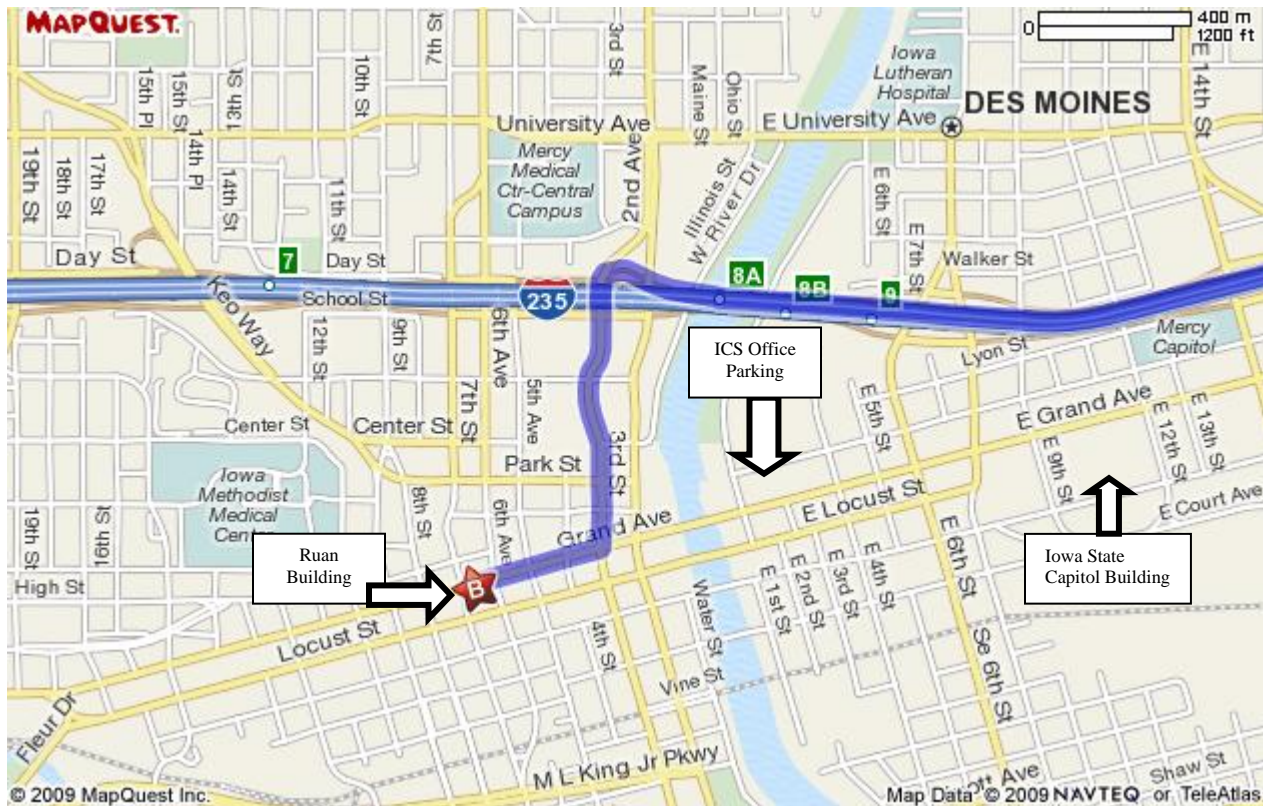 MAPQUEST.
400 m
0
1200 ft
15th Pl
15th St
13th St
10th St
7th St
3rd St
Maine St
Ohio St
Iowa
Lutheran
Hospital
E 14th St
DES MOINES
University Ave
E University Ave
14th Pl
Mercy
Medical
Ctr-Central
Campus
2nd Ave
19th St
18th St
17th St
14th St
11th St
Illinois St
W River Dr
E 6th St
E 7th St
Walker St
Day St
7
Day St
8A
Keo Way
School St
235
8B
9
12th St
9th St
6th Ave
ICS Office
Parking
Lyon St
Mercy
Capitol
7th St
5th Ave
E 5th St
E Grand Ave
E 12th St
E 13th St
Center St
Center St
3rd St
Park St
E 9th St
Iowa
Methodist
Medical
Center
8th St
6th Ave
Grand Ave
E Locust St
E Court Ave
19th St
16th St
Ruan
Building
E 6th St
Iowa State
Capitol Building
High St
B
Water St
E 1st St
E 2nd St
E 3rd St
E 4th St
Locust St
4th St
Vine St
Se 6th St
Fleur Dr
M L King Jr Pkwy
Shaw St
© 2009 MapQuest Inc.
Map Data © 2009 NAVTEQ or TeleAtlas